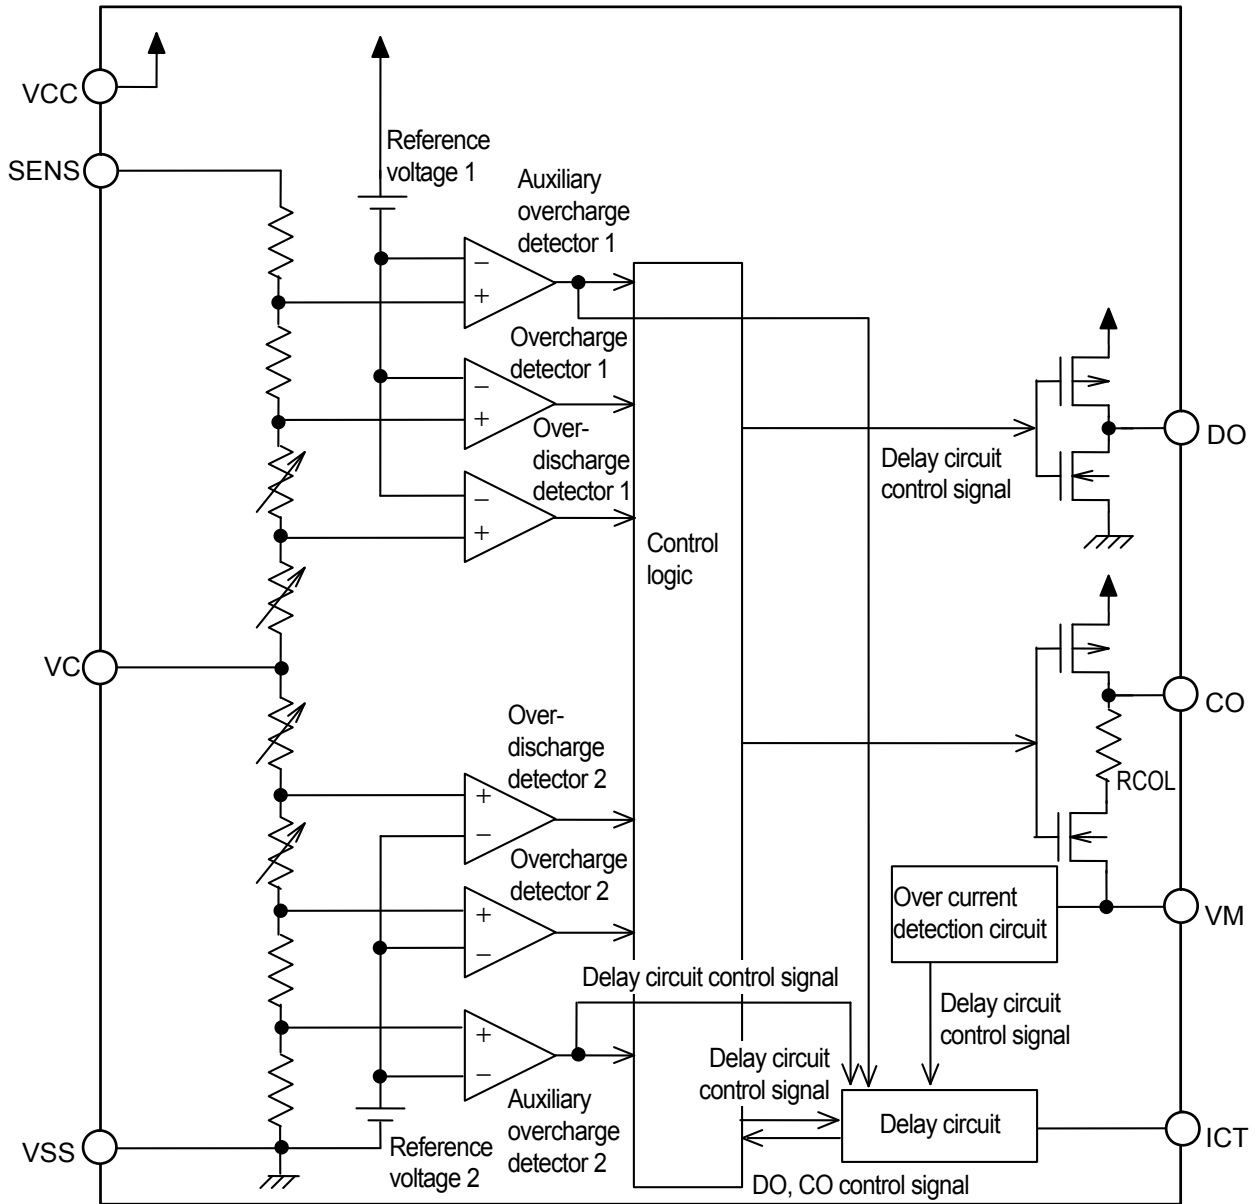 VCC
SENS
Reference
voltage 1
Auxiliary
overcharge
detector 1
−
+
Overcharge
detector 1
−
+
Over-
discharge
detector 1
−
+
Control
logic
Delay circuit
control signal
DO
VC
CO
RCOL
Over-
discharge
detector 2
+
−
Overcharge
detector 2
+
−
Over current
detection circuit
VM
Delay circuit control signal
Delay circuit
control signal
Delay circuit
control signal
+
−
Auxiliary
overcharge
detector 2
Delay circuit
ICT
VSS
Reference
voltage 2
DO, CO control signal